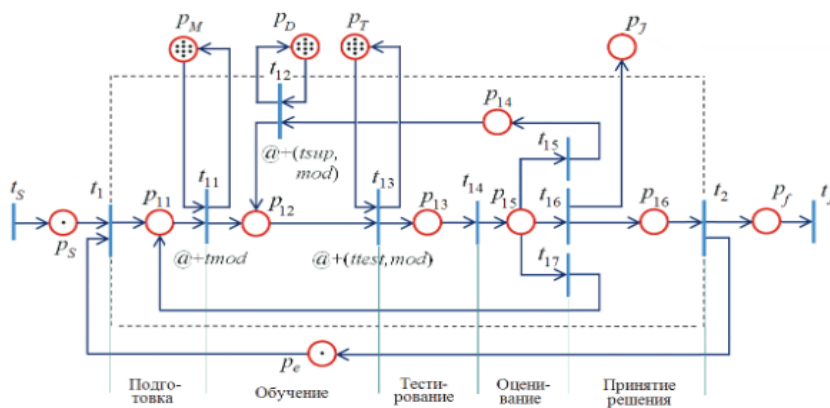 p_M p_D p_T p_J
t_12
p_14
@+(tsup,
mod)
t_15
t_S t_1 p_11 t_11 t_13 p_13 t_14 p_15 t_16 p_16 t_2 p_f
p_12
p_S
@+tmod @+(ttest,mod) t_17
p_e
Подго-
товка
Обучение
Тести-
рование
Оцени-
вание
Принятие
решения